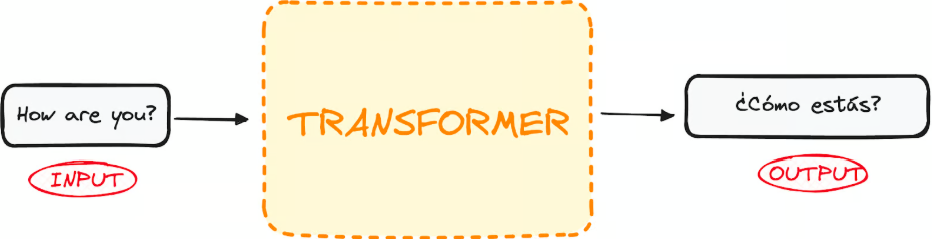 How are you?
INPUT
TRANSFORMER
¿Cómo estás?
OUTPUT